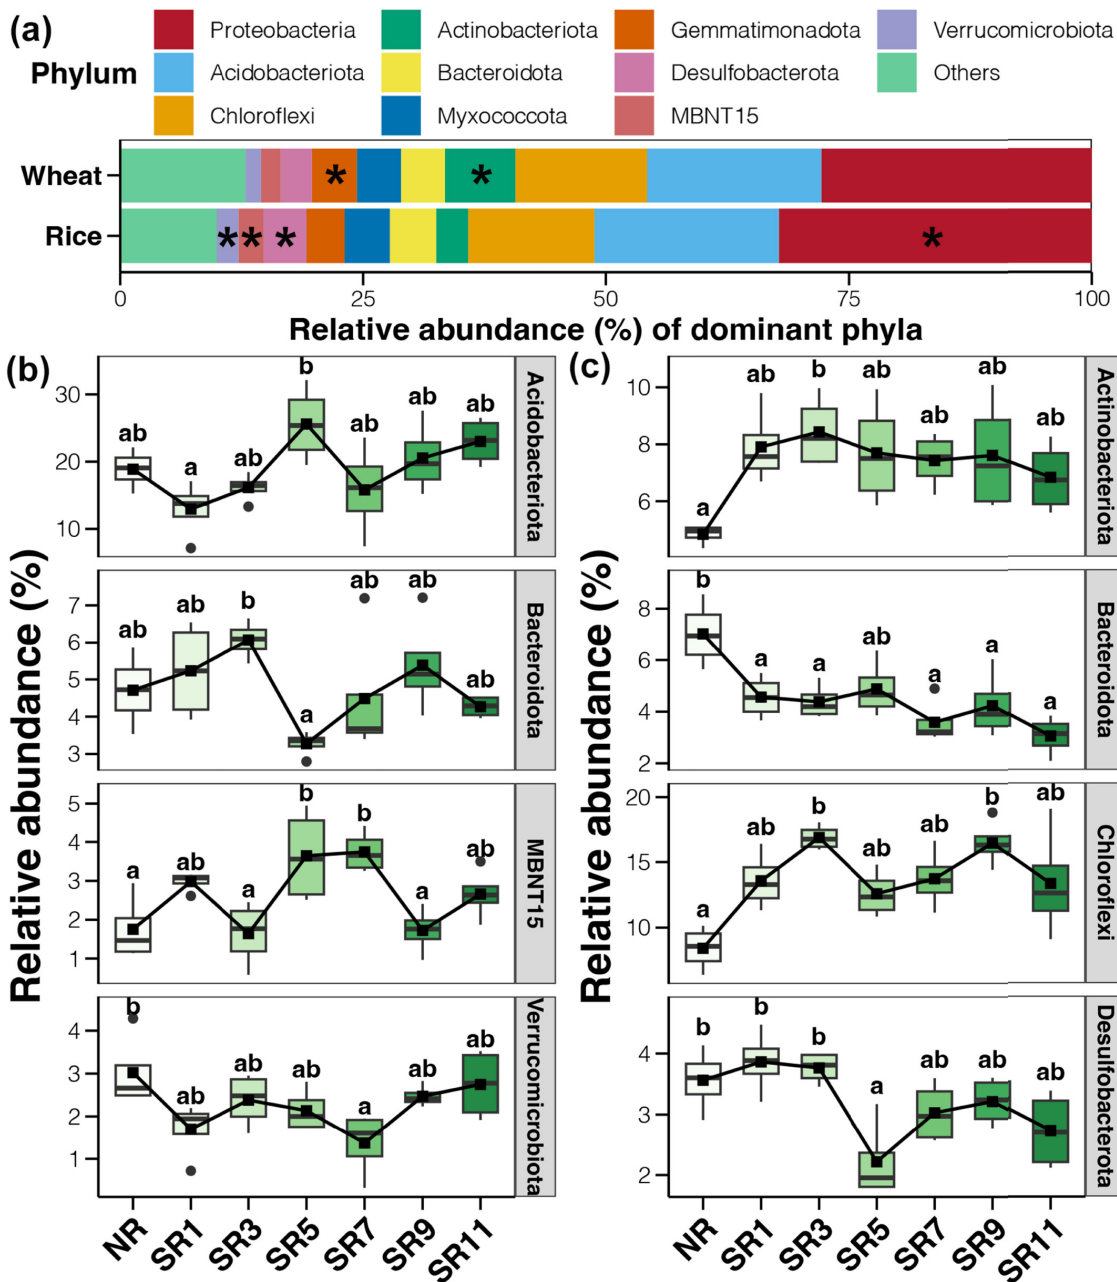 (a)
Proteobacteria Actinobacteriota Gemmatimonadota Verrucomicrobiota
Phylum Acidobacteriota Bacteroidota Desulfobacterota Others
Chloroflexi Myxococcota MBNT15
Wheat * *
Rice * * * *
0 25 50 75 100
Relative abundance (%) of dominant phyla
(b)
Relative abundance (%)
30
20
10
ab a ab b ab ab ab
Acidobacteriota
7
6
5
4
3
ab ab b a ab ab ab
Bacteroidota
5
4
3
2
1
a ab a b b a ab
MBNT15
4
3
2
1
b ab ab ab a ab ab
Verrucomicrobiota
NR SR1 SR3 SR5 SR7 SR9 SR11
(c)
Relative abundance (%)
10
8
6
a ab b ab ab ab ab
Actinobacteriota
8
6
4
2
b a a ab a a a
Bacteroidota
20
15
10
a ab b ab ab b ab
Chloroflexi
4
3
2
b b b a ab ab ab
Desulfobacterota
NR SR1 SR3 SR5 SR7 SR9 SR11